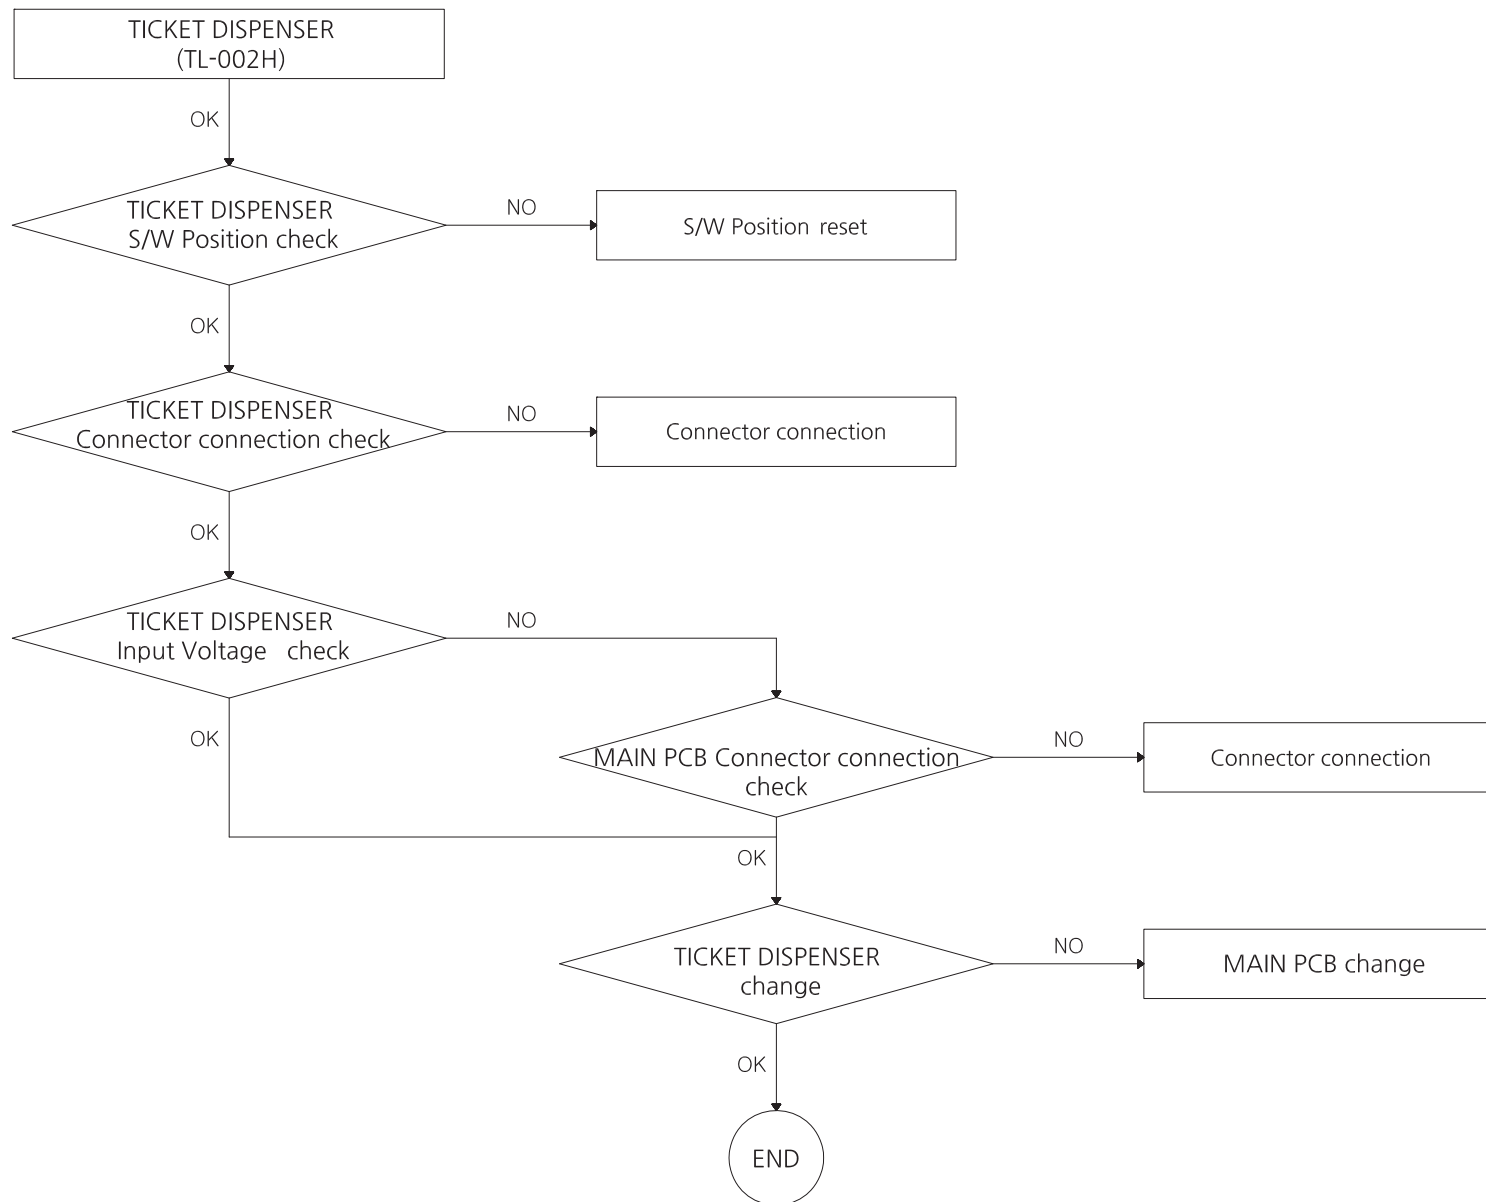 TICKET DISPENSER
(TL-002H)
OK
TICKET DISPENSER
S/W Position check
NO
S/W Position reset
OK
TICKET DISPENSER
Connector connection check
NO
Connector connection
OK
TICKET DISPENSER
Input Voltage check
NO
OK
MAIN PCB Connector connection
check
NO
Connector connection
OK
TICKET DISPENSER
change
NO
MAIN PCB change
OK
END